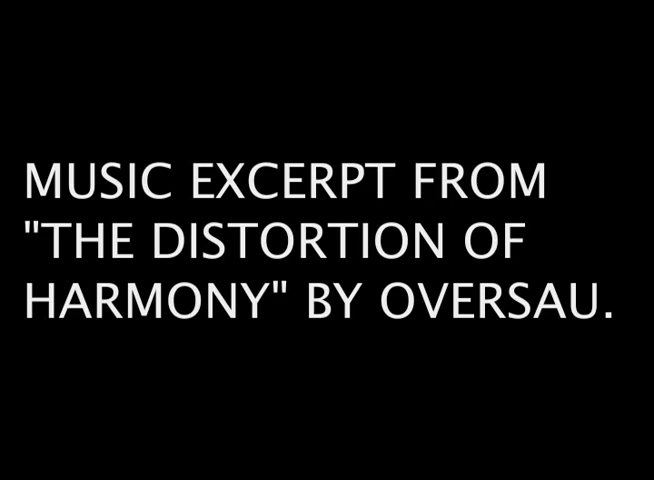 MUSIC EXCERPT FROM
"THE DISTORTION OF
HARMONY" BY OVERSAU.